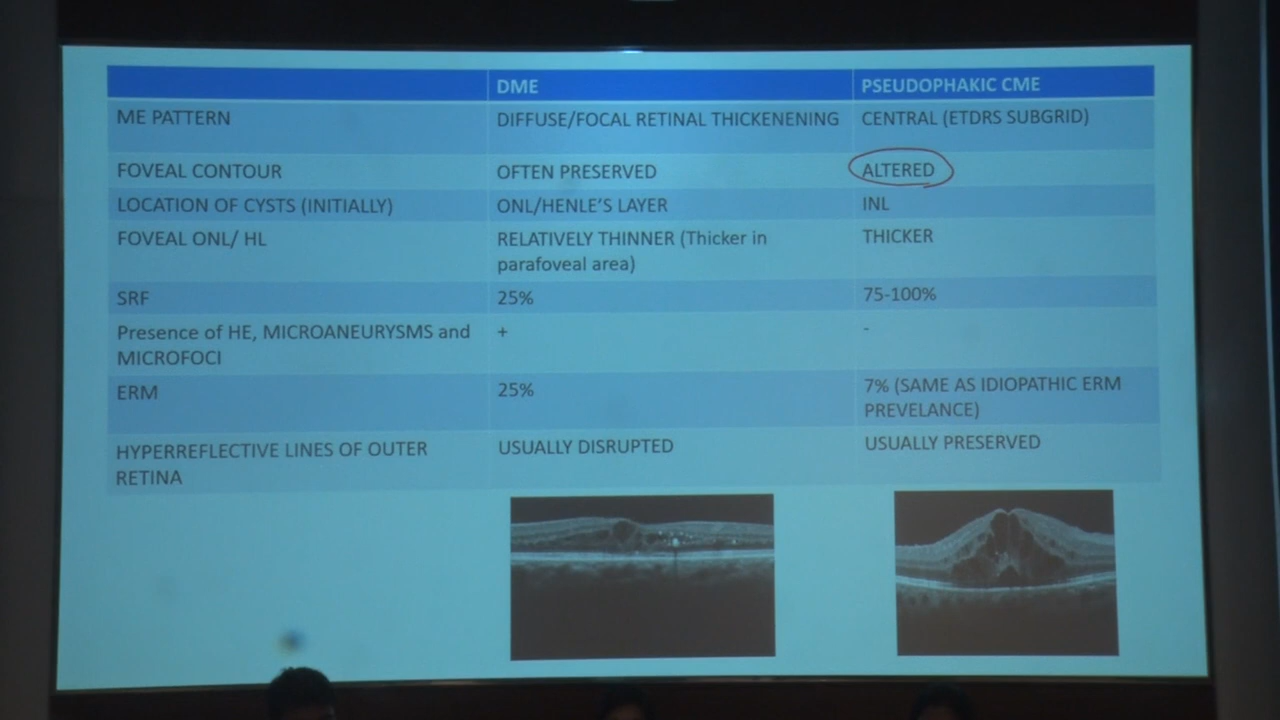 DME
PSEUDOPHAKIC CME
ME PATTERN
DIFFUSE/FOCAL RETINAL THICKENENING
CENTRAL (ETDRS SUBGRID)
FOVEAL CONTOUR
OFTEN PRESERVED
ALTERED
LOCATION OF CYSTS (INITIALLY)
ONL/HENLE'S LAYER
INL
FOVEAL ONL/ HL
RELATIVELY THINNER (Thicker in
parafoveal area)
THICKER
SRF
25%
75-100%
Presence of HE, MICROANEURYSMS and
MICROFOCI
+
-
ERM
25%
7% (SAME AS IDIOPATHIC ERM
PREVELANCE)
HYPERREFLECTIVE LINES OF OUTER
RETINA
USUALLY DISRUPTED
USUALLY PRESERVED